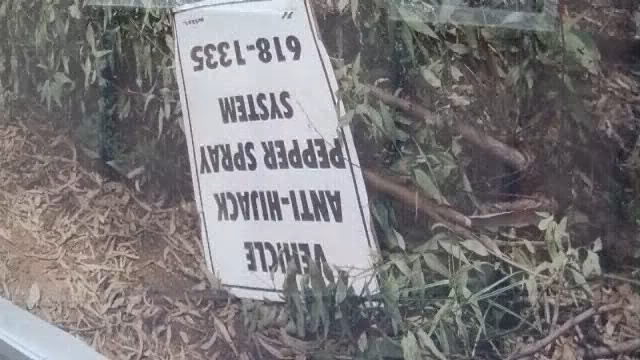 VEHICLE
ANTI-HIJACK
PEPPER SPRAY
SYSTEM
618-1335